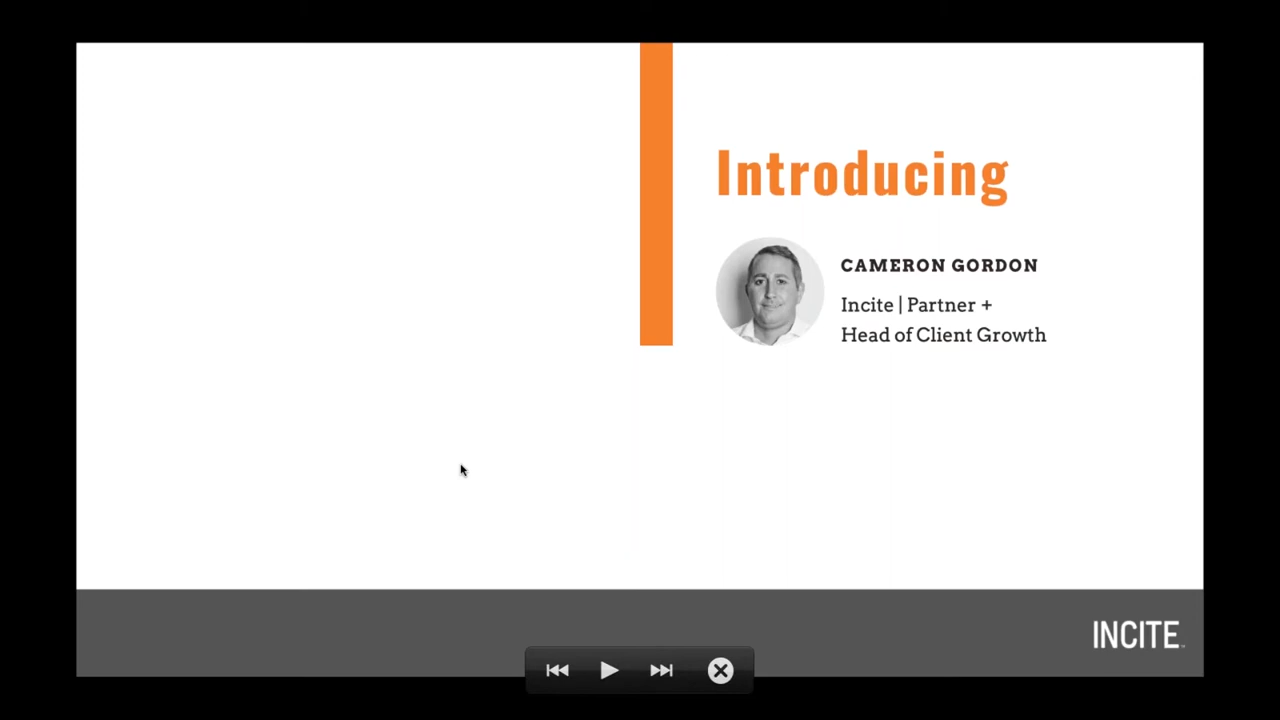 Introducing
CAMERON GORDON
Incite | Partner +
Head of Client Growth
INCITE